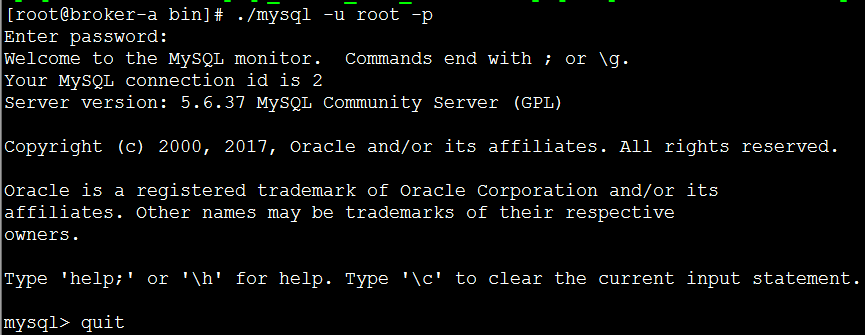 [root@broker-a bin]# ./mysql -u root -p
Enter password:
Welcome to the MySQL monitor.  Commands end with ; or \g.
Your MySQL connection id is 2
Server version: 5.6.37 MySQL Community Server (GPL)
Copyright (c) 2000, 2017, Oracle and/or its affiliates. All rights reserved.
Oracle is a registered trademark of Oracle Corporation and/or its
affiliates. Other names may be trademarks of their respective
owners.
Type 'help;' or '\h' for help. Type '\c' to clear the current input statement.
mysql> quit